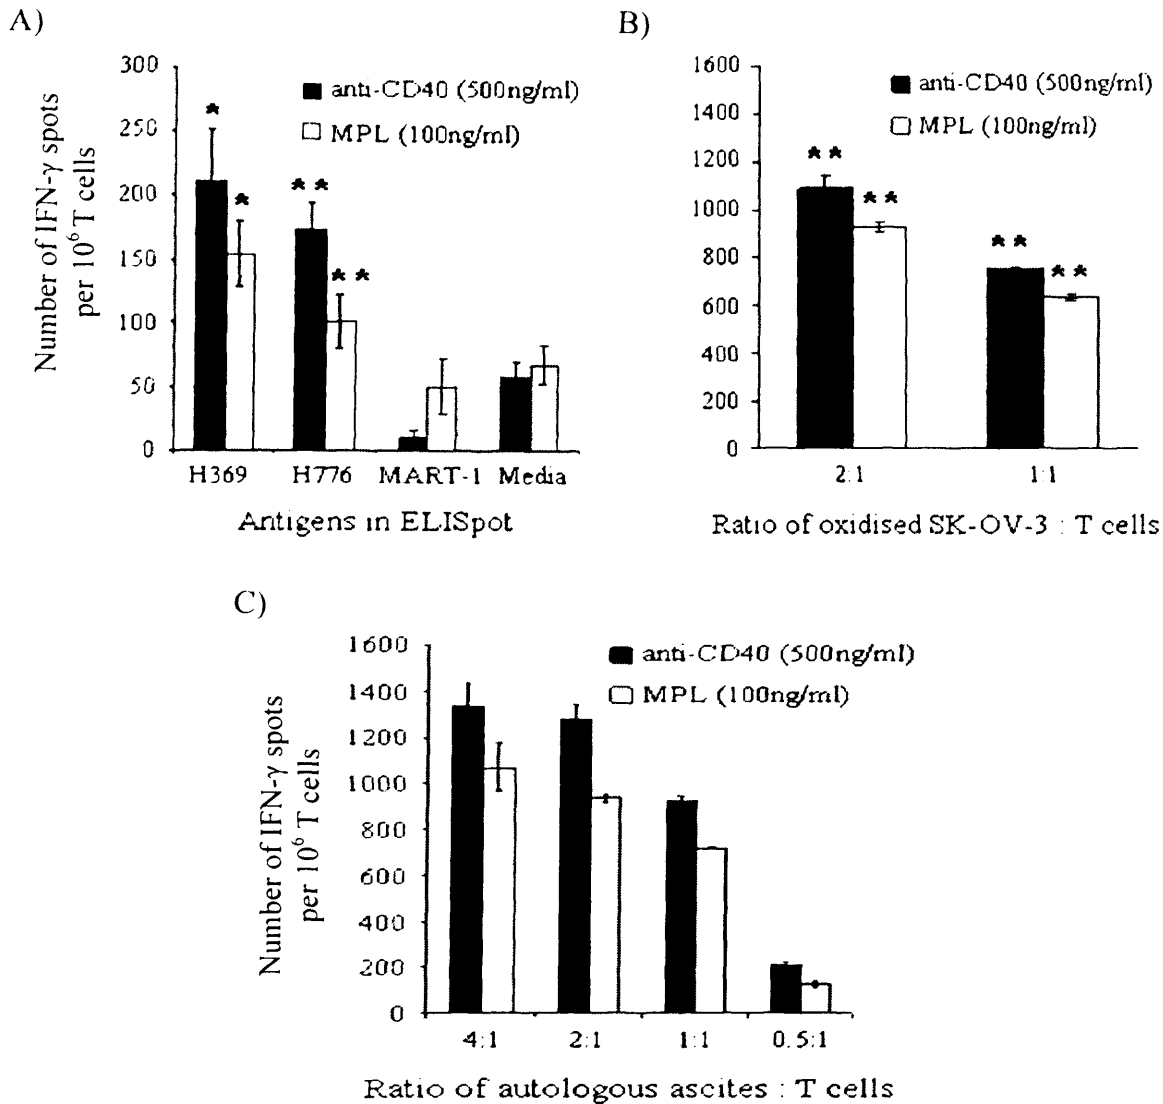 A)
Number of IFN-γ spots
per 10⁶ T cells
300
250
200
150
100
50
0
anti-CD40 (500ng/ml)
MPL (100ng/ml)
*
*
* *
* *
H369 H776 MART-1 Media
Antigens in ELISpot
B)
1600
1400
1200
1000
800
600
400
200
0
anti-CD40 (500ng/ml)
MPL (100ng/ml)
* *
* *
* *
* *
2:1 1:1
Ratio of oxidised SK-OV-3 : T cells
C)
Number of IFN-γ spots
per 10⁶ T cells
1600
1400
1200
1000
800
600
400
200
0
anti-CD40 (500ng/ml)
MPL (100ng/ml)
4:1 2:1 1:1 0.5:1
Ratio of autologous ascites : T cells